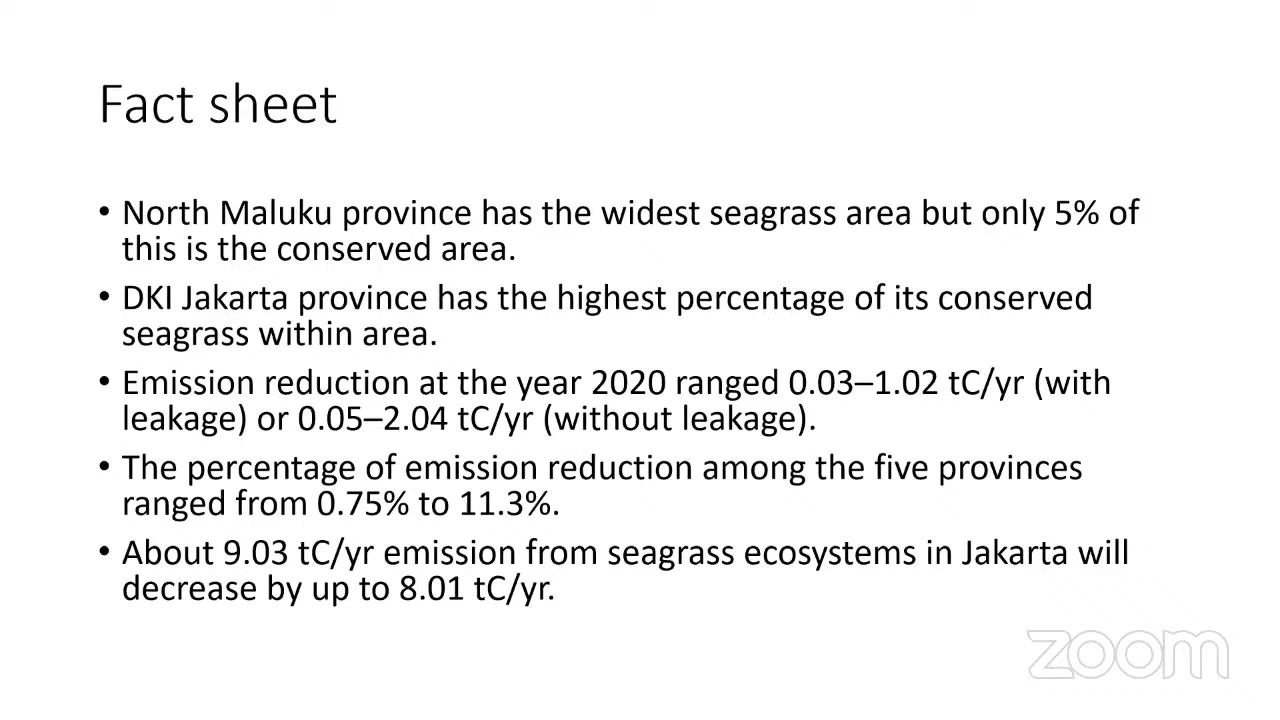 Fact sheet
• North Maluku province has the widest seagrass area but only 5% of
this is the conserved area.
• DKI Jakarta province has the highest percentage of its conserved
seagrass within area.
• Emission reduction at the year 2020 ranged 0.03–1.02 tC/yr (with
leakage) or 0.05–2.04 tC/yr (without leakage).
• The percentage of emission reduction among the five provinces
ranged from 0.75% to 11.3%.
• About 9.03 tC/yr emission from seagrass ecosystems in Jakarta will
decrease by up to 8.01 tC/yr.
zoom